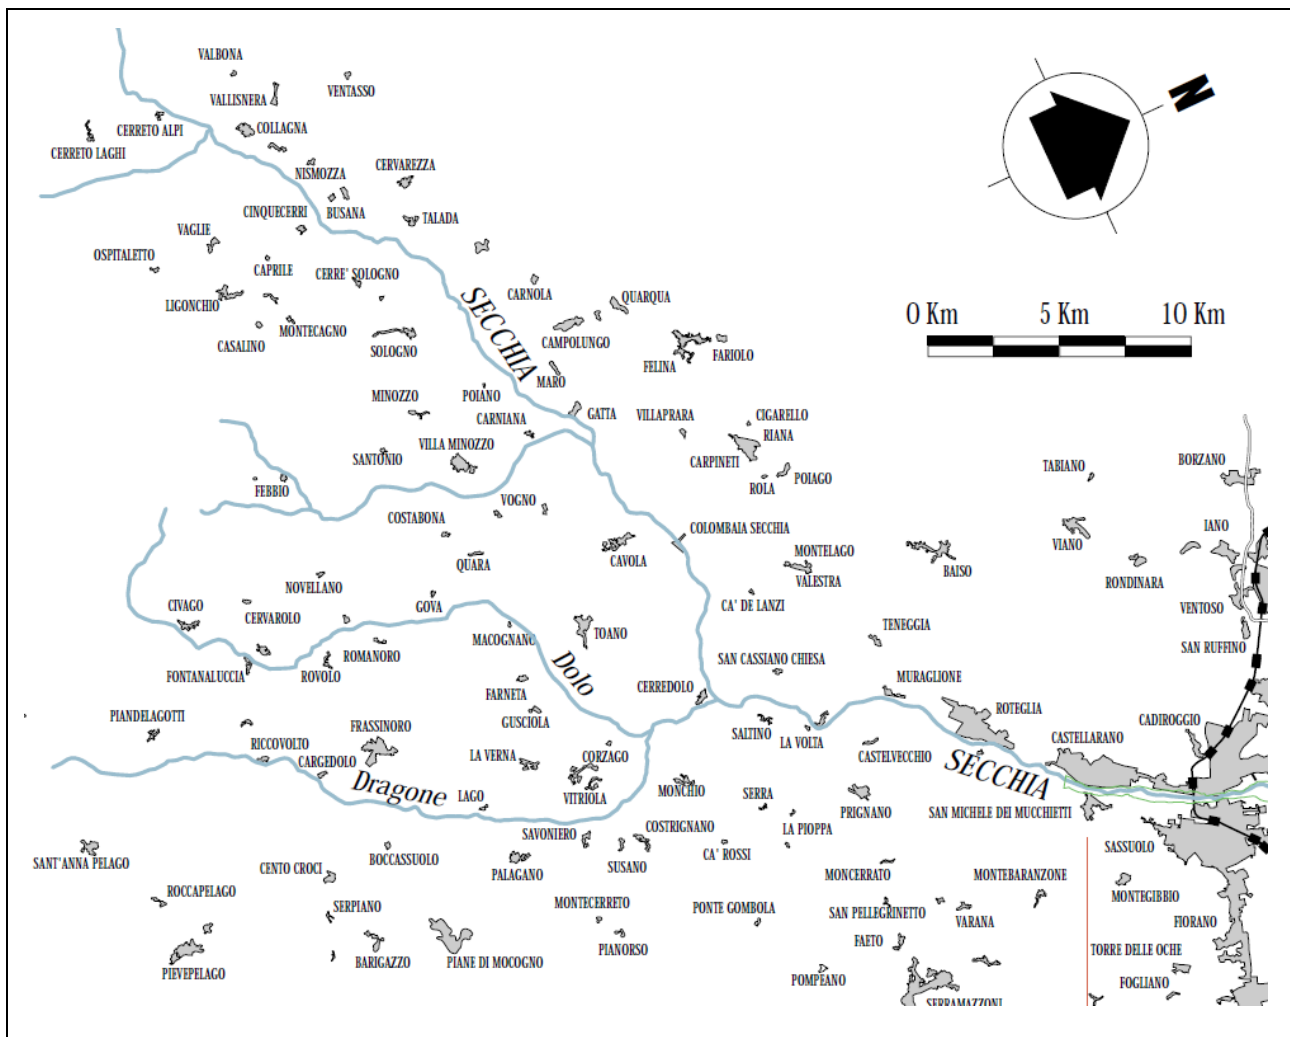 VALBONA
VENTASSO
VALLISNERA
CERRETO ALPI
COLLAGNA
CERRETO LAGHI
NISMOZZA
CERVAREZZA
CINQUECERRI
BUSANA
TALADA
VAGLIE
OSPITALETTO
CAPRILE
CERRE' SOLOGNO
LIGONCHIO
MONTECAGNO
CASALINO
SOLOGNO
SECCHIA
CARNOLA
QUARQUA
CAMPOLUNGO
FELINA
FARIOLO
MARO
N
0 Km
5 Km
10 Km
MINOZZO
POIANO
CARNIANA
GATTA
VILLAPRARA
CIGARELLO
RIANA
VILLA MINOZZO
SANTONIO
CARPINETI
ROLA
POIAGO
TABIANO
BORZANO
FEBBIO
VOGNO
COSTABONA
COLOMBAIA SECCHIA
IANO
VIANO
QUARA
CAVOLA
MONTELAGO
VALESTRA
BAISO
RONDINARA
NOVELLANO
CIVAGO
CERVAROLO
GOVA
CA' DE LANZI
VENTOSO
MACOGNANO
TOANO
TENEGGIA
SAN RUFFINO
ROMANORO
FONTANALUCCIA
ROVOLO
Dolo
SAN CASSIANO CHIESA
FARNETA
CERREDOLO
MURAGLIONE
GUSCIOLA
ROTEGLIA
PIANDELAGOTTI
FRASSINORO
SALTINO
LA VOLTA
CADIROGGIO
RICCOVOLTO
CARGEDOLO
LA VERNA
CORZAGO
CASTELVECCHIO
CASTELLARANO
SECCHIA
Dragone
LAGO
VITRIOLA
MONCHIO
SERRA
PRIGNANO
SAN MICHELE DEI MUCCHIETTI
SAVONIERO
COSTRIGNANO
LA PIOPPA
SASSUOLO
SANT'ANNA PELAGO
CENTO CROCI
BOCCASSUOLO
PALAGANO
SUSANO
CA' ROSSI
MONCERRATO
MONTEBARANZONE
ROCCAPELAGO
SERPIANO
MONTECERRETO
PONTE GOMBOLA
SAN PELLEGRINETTO
VARANA
MONTEGIBBIO
FIORANO
PIEVEPELAGO
BARIGAZZO
PIANE DI MOCOGNO
PIANORSO
FAETO
TORRE DELLE OCHE
POMPEANO
FOGLIANO
SERRAMAZZONI